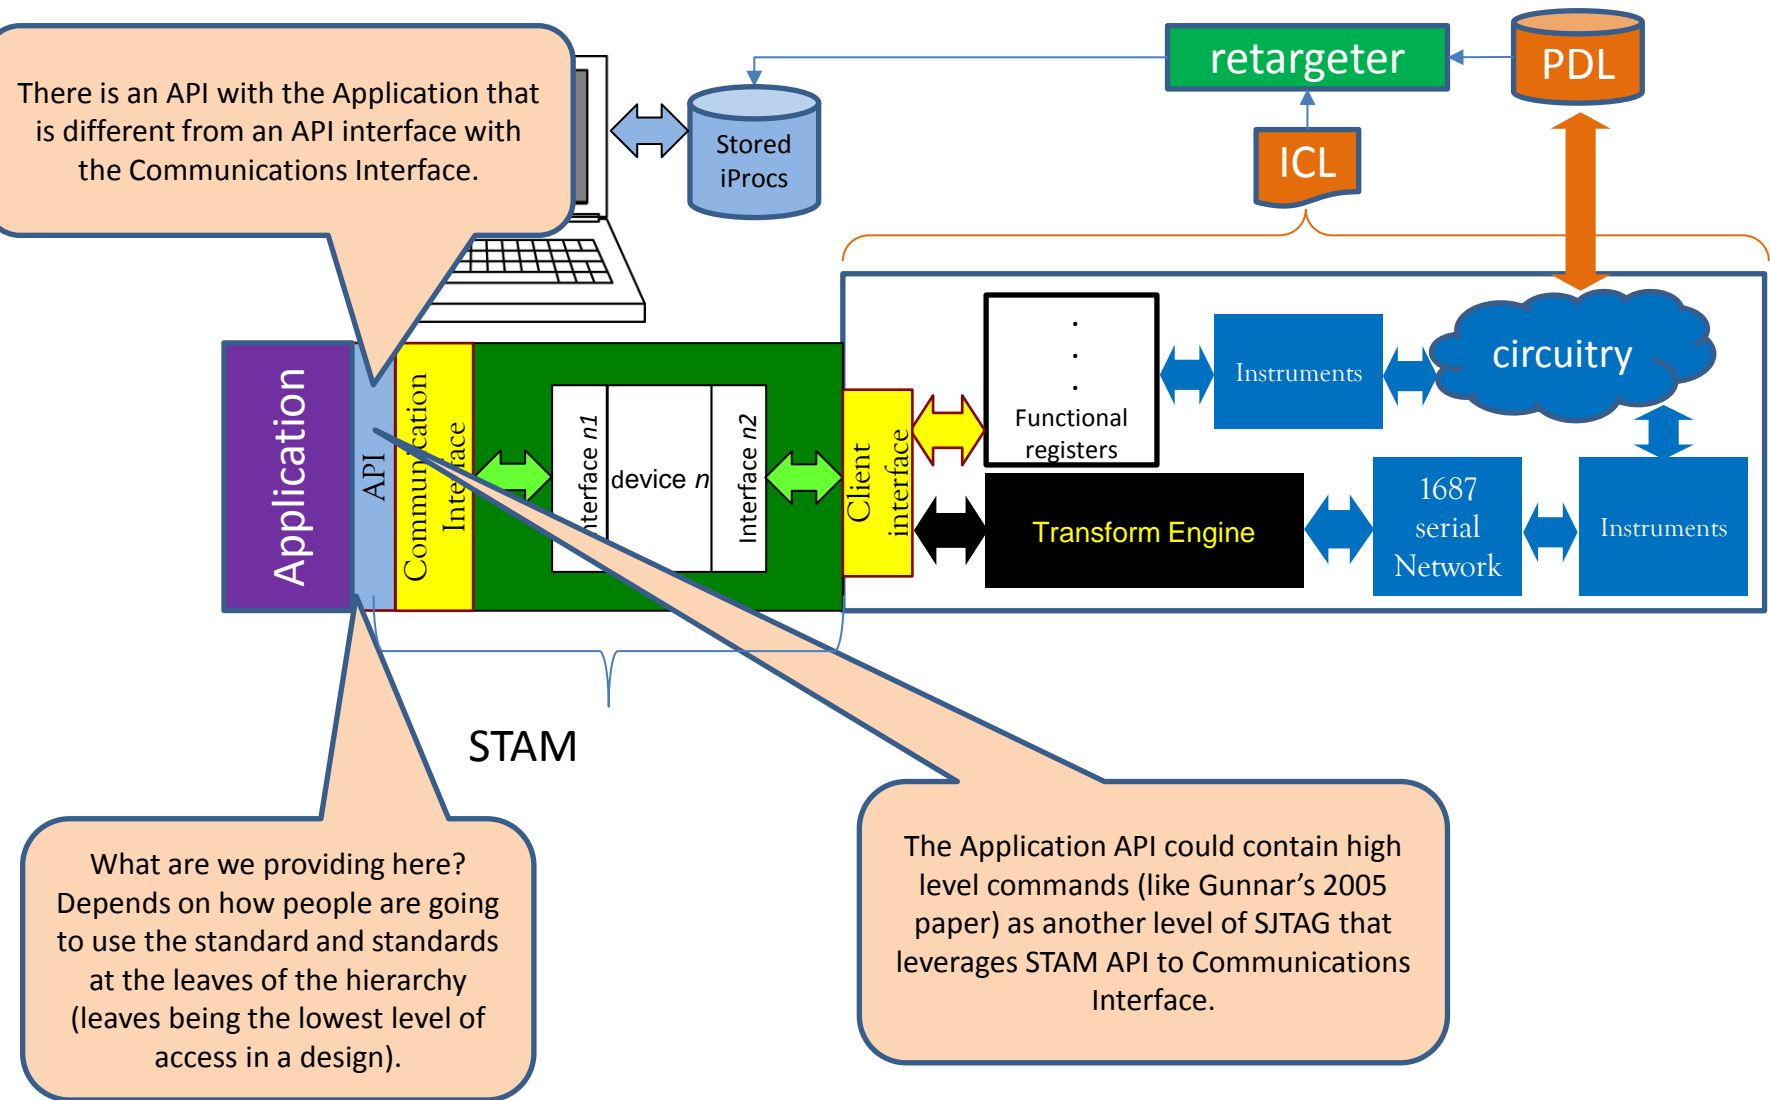 There is an API with the Application that
is different from an API interface with
the Communications Interface.
Stored
iProcs
retargeter
PDL
ICL
Application
API
Communication
Interface
Interface n1
device n
Interface n2
Client
interface
.
.
.
Functional
registers
Instruments
circuitry
Transform Engine
1687
serial
Network
Instruments
STAM
What are we providing here?
Depends on how people are going
to use the standard and standards
at the leaves of the hierarchy
(leaves being the lowest level of
access in a design).
The Application API could contain high
level commands (like Gunnar’s 2005
paper) as another level of SJTAG that
leverages STAM API to Communications
Interface.